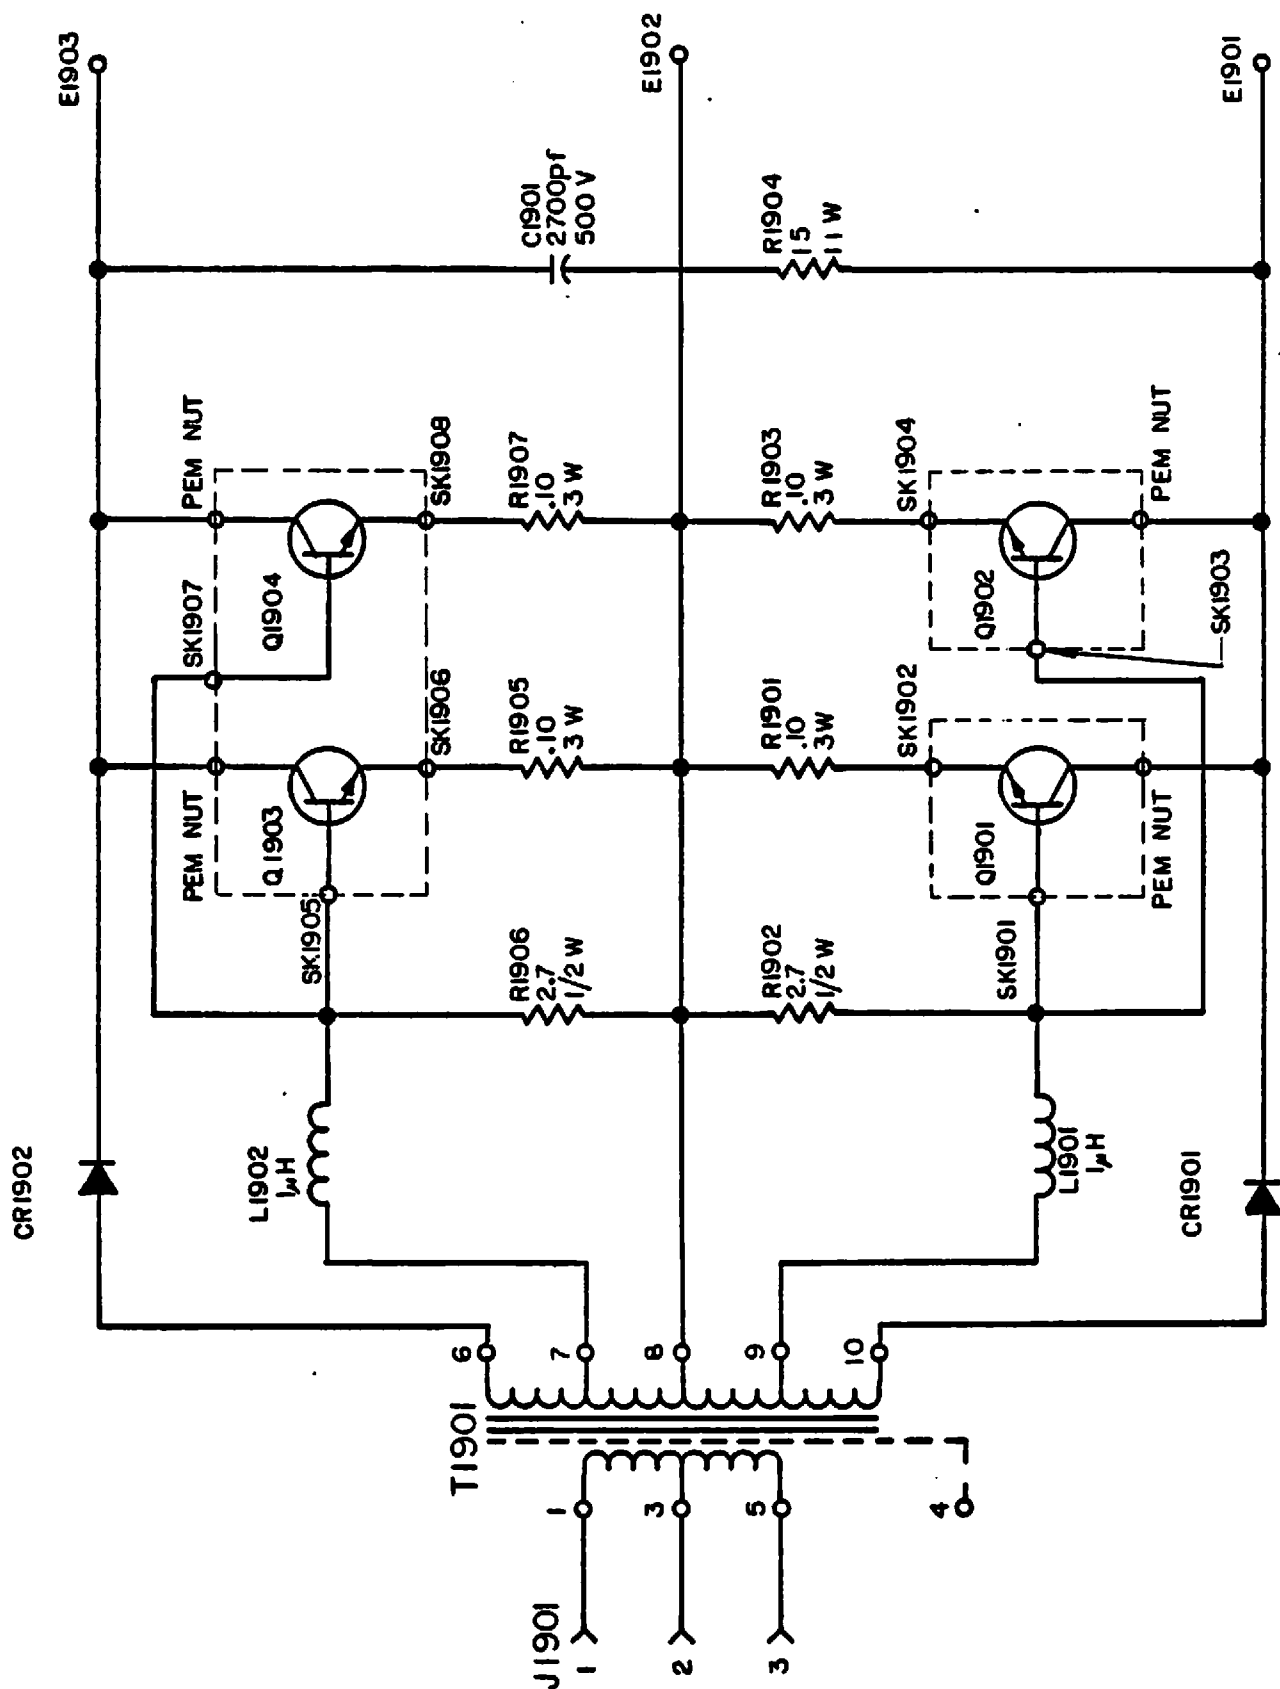 E1903
E1902
E1901
C1901
2700pf
500 V
R1904
15
11 W
PEM NUT
SK1908
R1907
.10
3 W
R1903
.10
3 W
SK1904
PEM NUT
SK1907
Q1904
Q1902
SK1903
SK1906
R1905
.10
3 W
R1901
.10
3W
SK1902
PEM NUT
Q1903
Q1901
PEM NUT
SK1905
R1906
2.7
1/2 W
R1902
2.7
1/2 W
SK1901
CR1902
L1902
1μH
L1901
1μH
CR1901
6
7
8
9
10
T1901
1
3
5
4
J1901
1
2
3